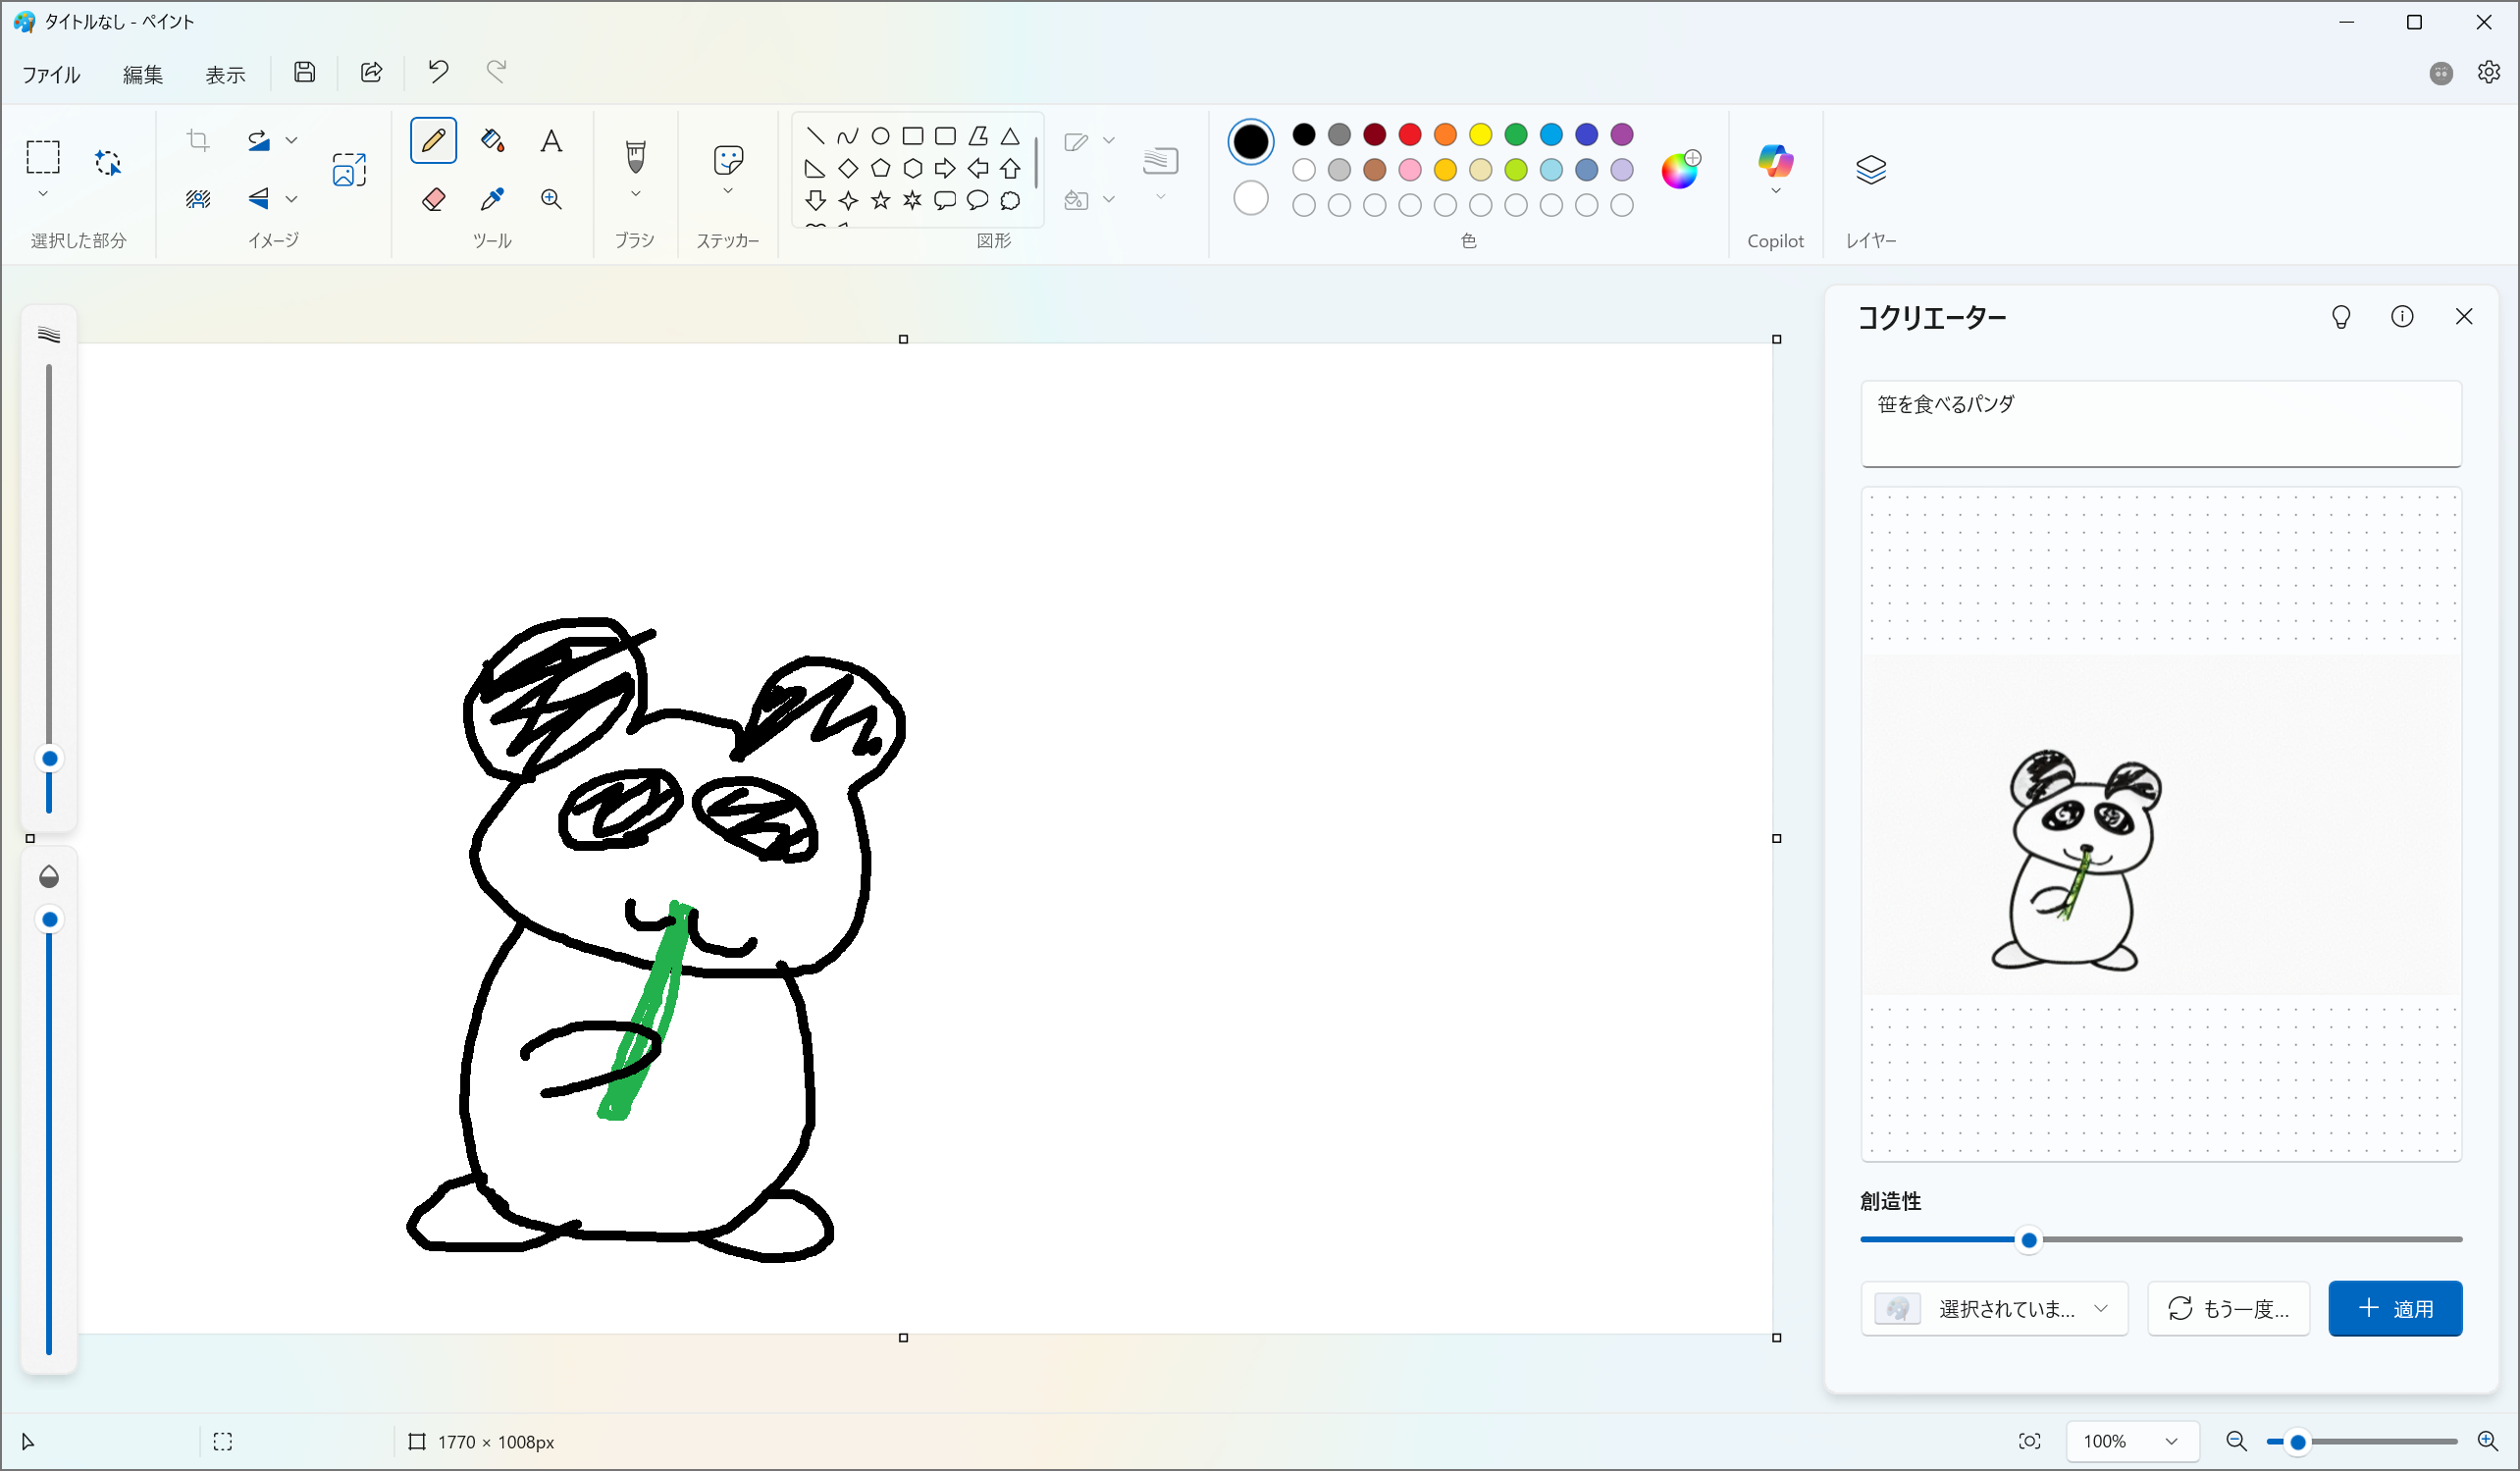 タイトルなし - ペイント
ファイル 編集 表示
選択した部分 イメージ ツール ブラシ ステッカー 図形 色 Copilot レイヤー
コクリエーター
笹を食べるパンダ
創造性
選択されていま... もう一度... 適用
1770 × 1008px 100%